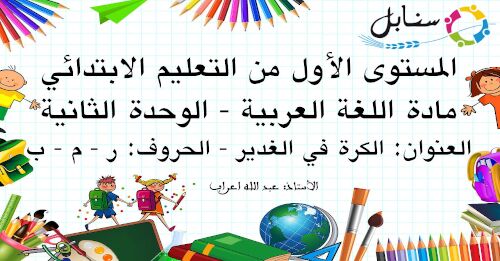 سنابل
المستوى الأول من التعليم الابتدائي
مادة اللغة العربية - الوحدة الثانية
العنوان: الكرة في الغدير - الحروف: ر - م - ب
الأستاذ: عبد الله اعراب